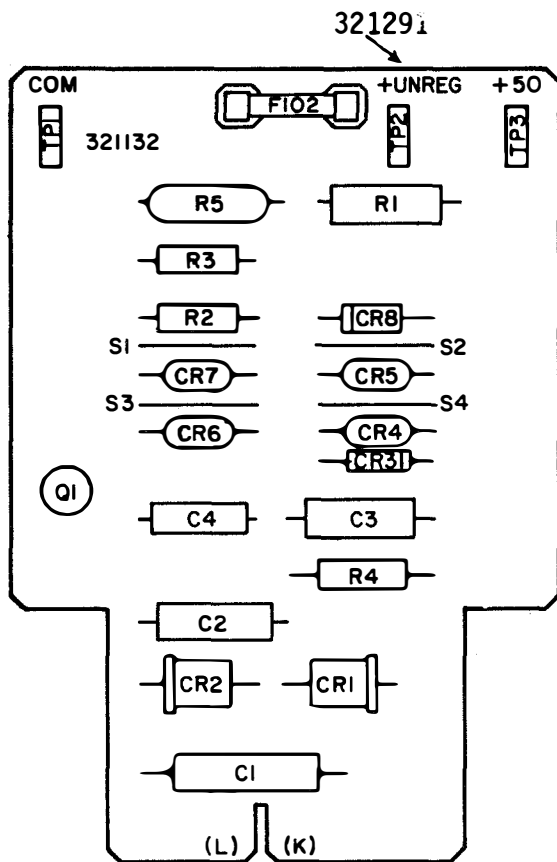 321291
COM F102 +UNREG +50
TP1 321132 TP2 TP3
R5 R1
R3
R2 CR8
S1 S2
CR7 CR5
S3 S4
CR6 CR4
CR31
Q1
C4 C3
R4
C2
CR2 CR1
C1
(L) (K)